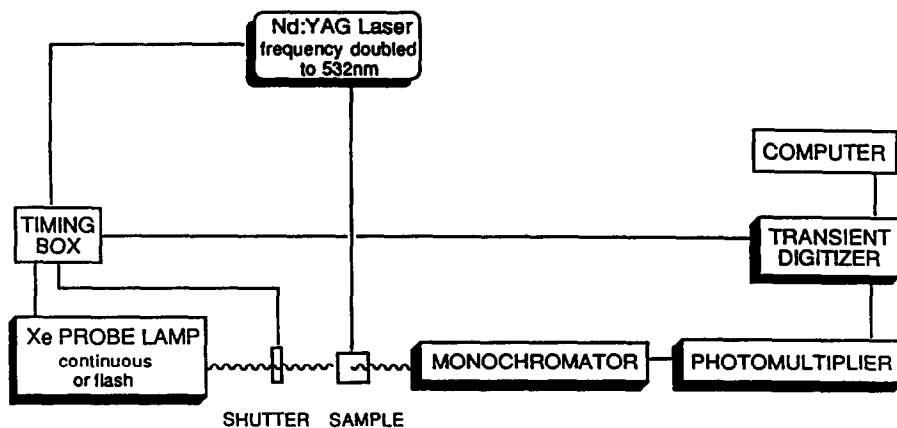 Nd:YAG Laser
frequency doubled
to 532nm
COMPUTER
TIMING
BOX
TRANSIENT
DIGITIZER
Xe PROBE LAMP
continuous
or flash
MONOCHROMATOR
PHOTOMULTIPLIER
SHUTTER
SAMPLE